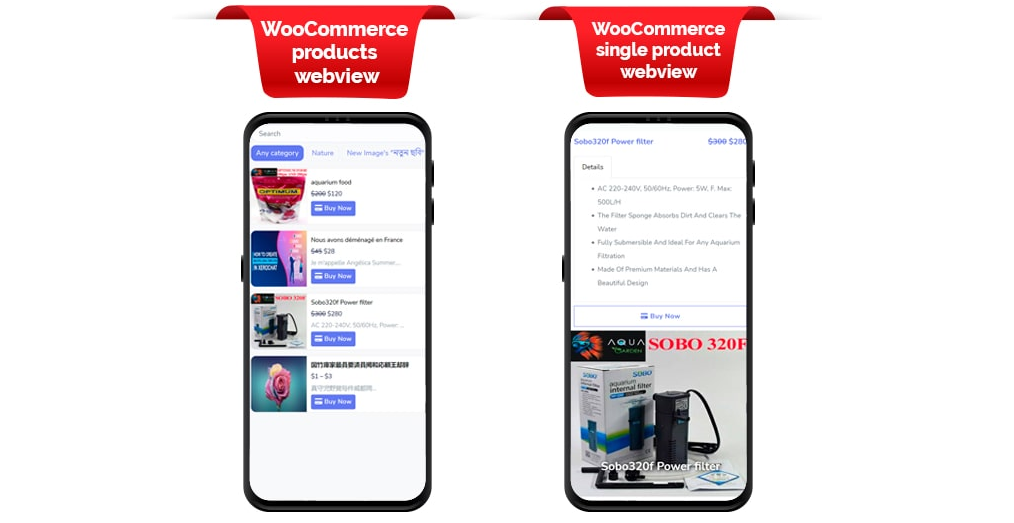 WooCommerce
products
webview
WooCommerce
single product
webview
Search
Any category
Nature
New Image's "নতুন ছবি"
OPTIMUM
aquarium food
$200 $120
Buy Now
HOW TO CREATE
IN XEROCHAT
Nous avons déménagé en France
$45 $28
Je m'appelle Angelica Summer,...
Buy Now
SOBO 320F
Sobo320f Power filter
$300 $280
AC 220-240V, 50/60Hz, Power: ...
Buy Now
$1 – $3
Buy Now
Sobo320f Power filter
$300 $280
Details
AC 220-240V, 50/60Hz, Power: 5W, F. Max:
500L/H
The Filter Sponge Absorbs Dirt And Clears The
Water
Fully Submersible And Ideal For Any Aquarium
Filtration
Made Of Premium Materials And Has A
Beautiful Design
Buy Now
AQUA
GARDEN
SOBO 320F
SOBO
aquarium
internal filter
Sobo320f Power filter